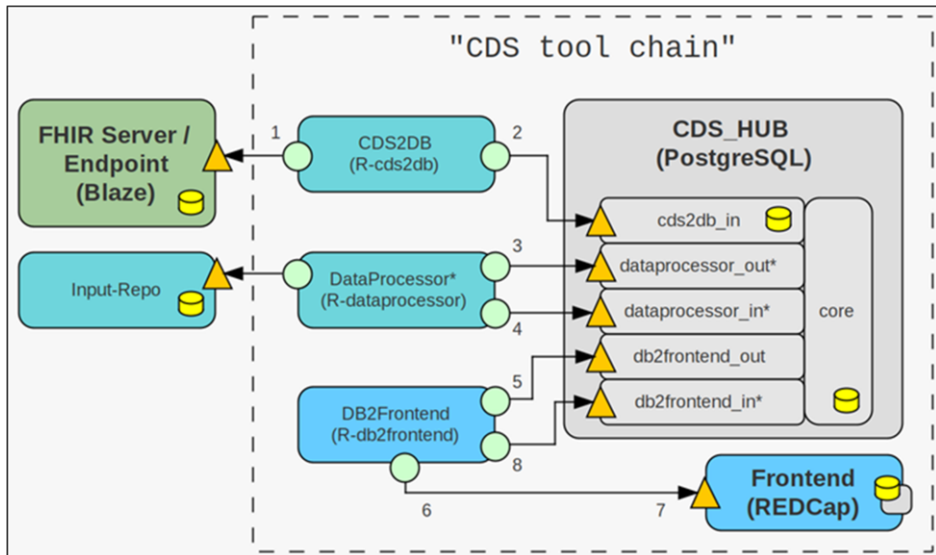 "CDS tool chain"
FHIR Server /
Endpoint
(Blaze)
1
CDS2DB
(R-cds2db)
2
CDS_HUB
(PostgreSQL)
cds2db_in
Input-Repo
DataProcessor*
(R-dataprocessor)
3
4
dataprocessor_out*
dataprocessor_in*
core
DB2Frontend
(R-db2frontend)
5
8
db2frontend_out
db2frontend_in*
6
7
Frontend
(REDCap)